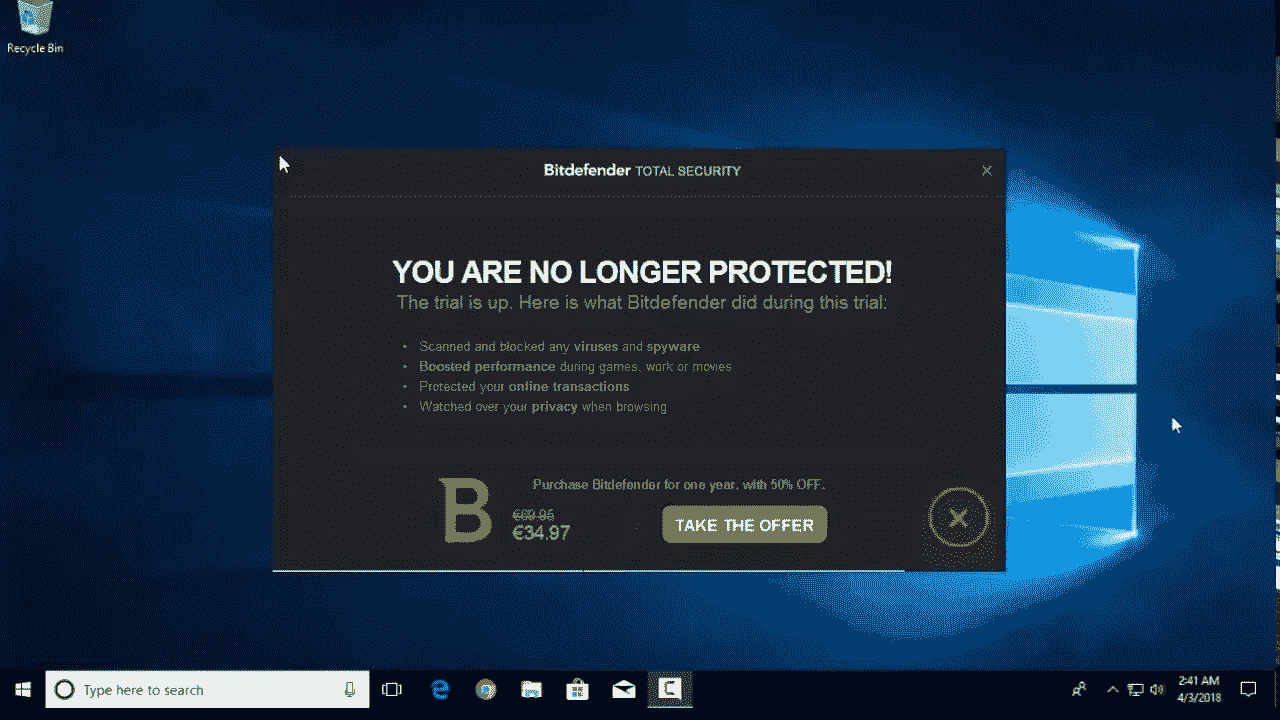 Recycle Bin
Bitdefender TOTAL SECURITY
YOU ARE NO LONGER PROTECTED!
The trial is up. Here is what Bitdefender did during this trial:
• Scanned and blocked any viruses and spyware
• Boosted performance during games, work or movies
• Protected your online transactions
• Watched over your privacy when browsing
Purchase Bitdefender for one year, with 50% OFF.
B
€69.95
€34.97
TAKE THE OFFER
Type here to search
2:41 AM
4/3/2018